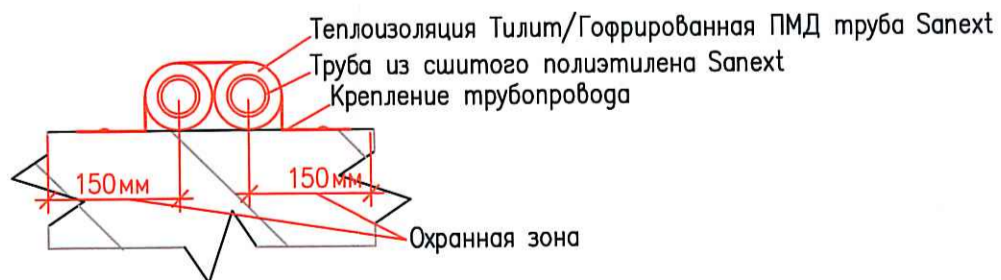 Теплоизоляция Тилит/Гофрированная ПМД труба Sanext
Труба из сшитого полиэтилена Sanext
Крепление трубопровода
150мм
150мм
Охранная зона